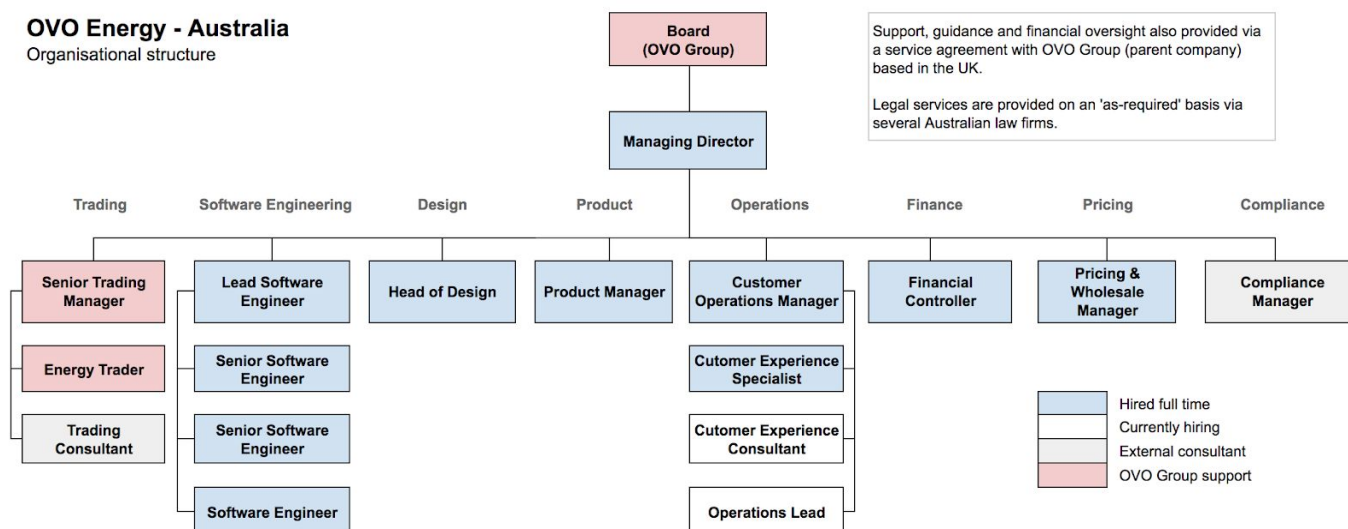 OVO Energy - Australia
Organisational structure
Board
(OVO Group)
Support, guidance and financial oversight also provided via
a service agreement with OVO Group (parent company)
based in the UK.
Legal services are provided on an 'as-required' basis via
several Australian law firms.
Managing Director
Trading
Software Engineering
Design
Product
Operations
Finance
Pricing
Compliance
Senior Trading
Manager
Lead Software
Engineer
Head of Design
Product Manager
Customer
Operations Manager
Financial
Controller
Pricing &
Wholesale
Manager
Compliance
Manager
Energy Trader
Senior Software
Engineer
Cutomer Experience
Specialist
Trading
Consultant
Senior Software
Engineer
Cutomer Experience
Consultant
Software Engineer
Operations Lead
Hired full time
Currently hiring
External consultant
OVO Group support